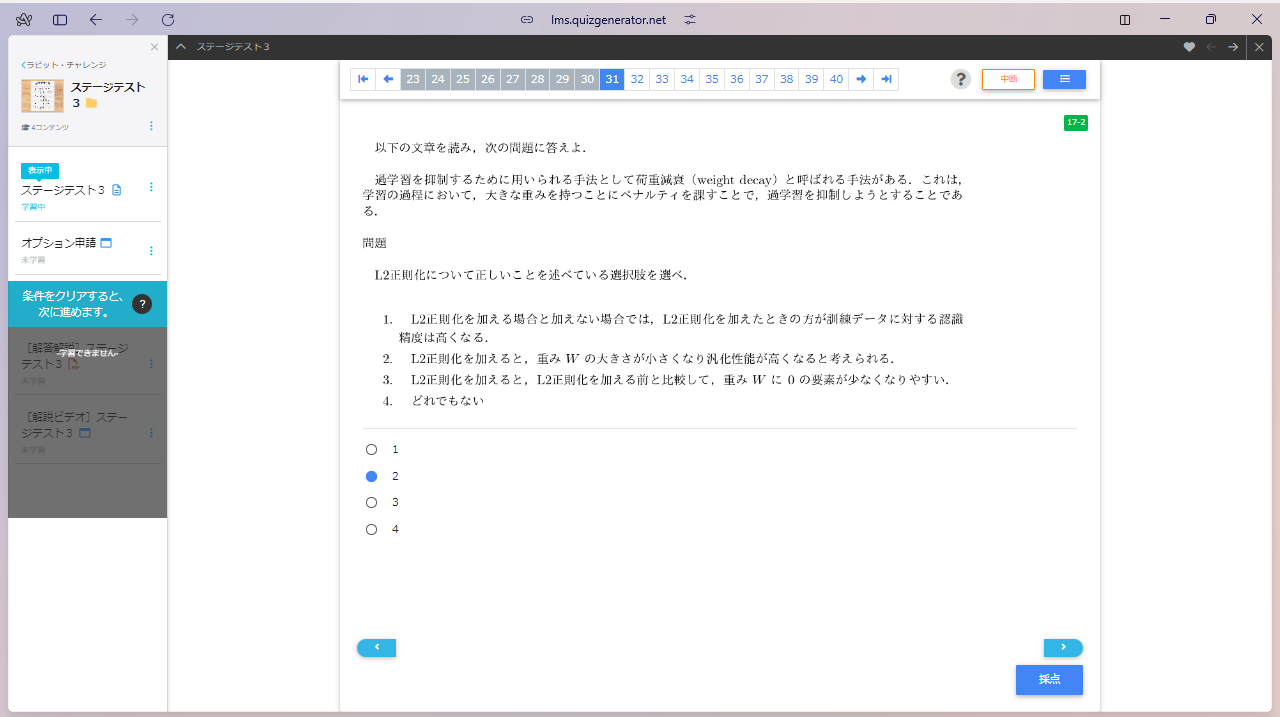 lms.quizgenerator.net
ステージテスト３
ラビット・チャレンジ
ステージテスト
３
4コンテンツ
表示中
ステージテスト３
学習中
オプション申請
未学習
条件をクリアすると、
次に進めます。
?
［解答解説］ステージ
-学習できません-
テスト３
未学習
［解説ビデオ］ステー
ジテスト３
未学習
23 24 25 26 27 28 29 30 31 32 33 34 35 36 37 38 39 40
?
中断
17-2
以下の文章を読み，次の問題に答えよ．
過学習を抑制するために用いられる手法として荷重減衰（weight decay）と呼ばれる手法がある．これは，
学習の過程において，大きな重みを持つことにペナルティを課すことで，過学習を抑制しようとすることであ
る．
問題
L2正則化について正しいことを述べている選択肢を選べ．
1. L2正則化を加える場合と加えない場合では，L2正則化を加えたときの方が訓練データに対する認識
精度は高くなる．
2. L2正則化を加えると，重み W の大きさが小さくなり汎化性能が高くなると考えられる．
3. L2正則化を加えると，L2正則化を加える前と比較して，重み W に 0 の要素が少なくなりやすい．
4. どれでもない
1
2
3
4
採点